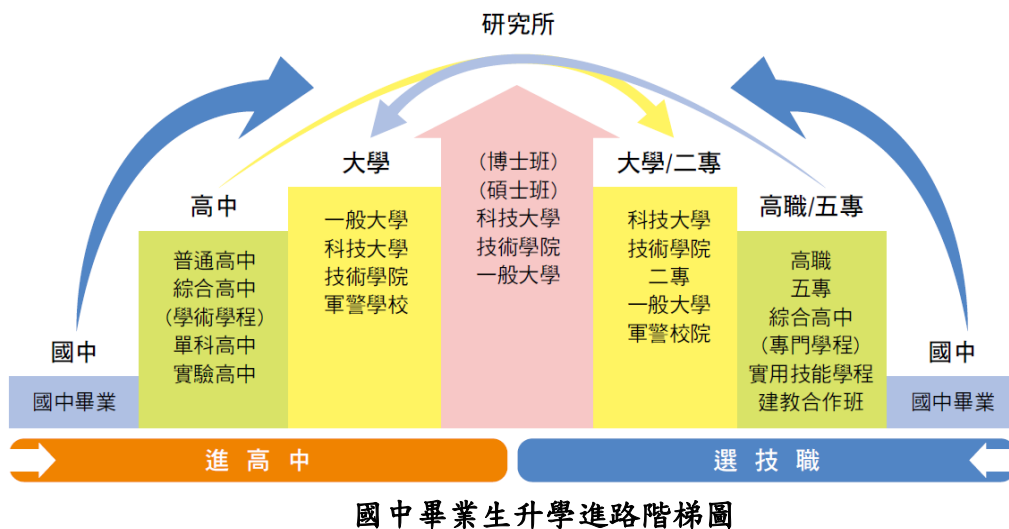 研究所
大學
(博士班)
(碩士班)
科技大學
技術學院
一般大學
大學/二專
高中
一般大學
科技大學
技術學院
軍警學校
科技大學
技術學院
二專
一般大學
軍警校院
高職/五專
普通高中
綜合高中
(學術學程)
單科高中
實驗高中
高職
五專
綜合高中
(專門學程)
實用技能學程
建教合作班
國中
國中畢業
國中
國中畢業
進高中
選技職
國中畢業生升學進路階梯圖